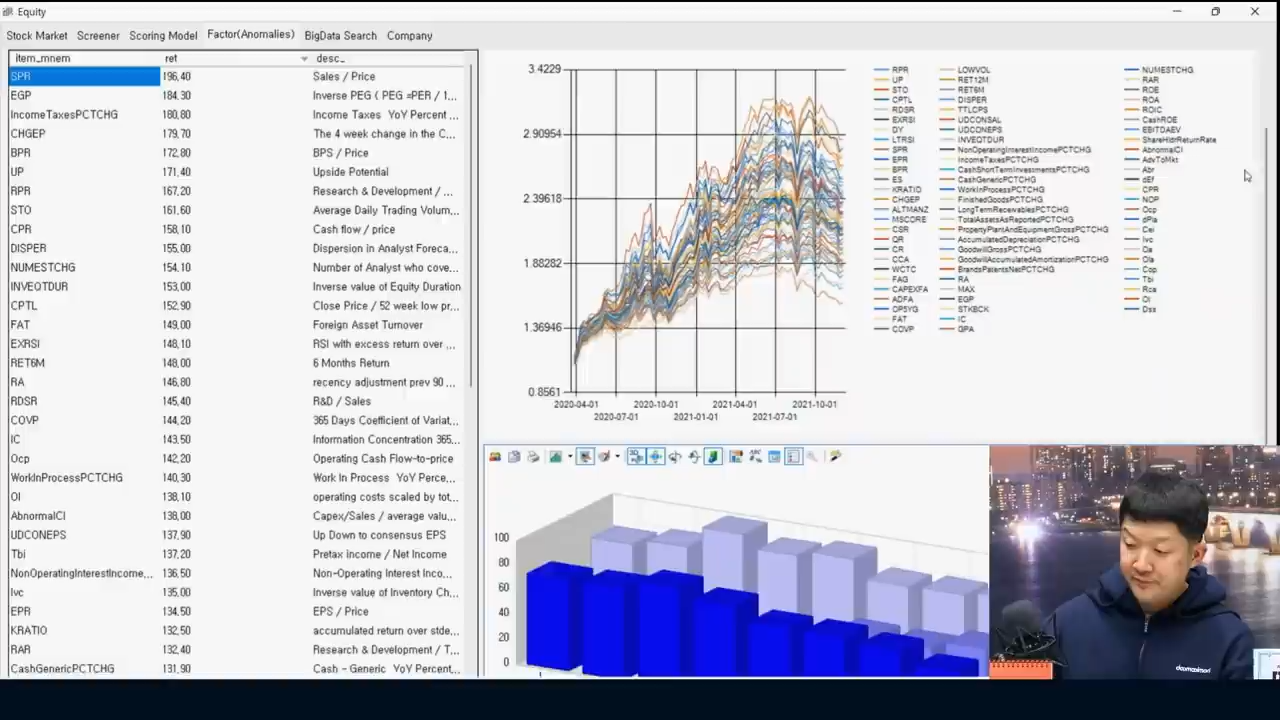 Equity
Stock Market Screener Scoring Model Factor(Anomalies) BigData Search Company
item_mnem ret desc_
SPR 196,40 Sales / Price
EGP 184,30 Inverse PEG ( PEG =PER / 1...
IncomeTaxesPCTCHG 180,80 Income Taxes YoY Percent ...
CHGEP 179,70 The 4 week change in the C...
BPR 172,80 BPS / Price
UP 171,40 Upside Potential
RPR 167,20 Research & Development / ...
STO 161,60 Average Daily Trading Volum...
CPR 158,10 Cash flow / price
DISPER 155,00 Dispersion in Analyst Foreca...
NUMESTCHG 154,10 Number of Analyst who cove...
INVEQTDUR 153,00 Inverse value of Equity Duration
CPTL 152,90 Close Price / 52 week low pr...
FAT 149,00 Foreign Asset Turnover
EXRSI 148,10 RSI with excess return over ...
RET6M 148,00 6 Months Return
RA 146,80 recency adjustment prev 90 ...
RDSR 145,40 R&D / Sales
COVP 144,20 365 Days Coefficient of Variat...
IC 143,50 Information Concentration 365...
Ocp 142,20 Operating Cash Flow-to-price
WorkInProcessPCTCHG 140,30 Work In Process YoY Perce...
OI 138,10 operating costs scaled by tot...
AbnormalCI 138,00 Capex/Sales / average valu...
UDCONEPS 137,90 Up Down to consensus EPS
Tbi 137,20 Pretax income / Net Income
NonOperatingInterestIncome... 136,50 Non-Operating Interest Inco...
Ivc 135,00 Inverse value of Inventory Ch...
EPR 134,50 EPS / Price
KRATIO 132,50 accumulated return over stde...
RAR 132,40 Research & Development / T...
CashGenericPCTCHG 131,90 Cash - Generic YoY Percent...
3.4229
2.90954
2.39618
1.88282
1.36946
0.8561
2020-04-01 2020-10-01 2021-04-01 2021-10-01
2020-07-01 2021-01-01 2021-07-01
RPR LOWVOL NUMESTCHG
UP RET12M RAR
STO RET6M ROE
CPTL DISPER ROA
RDSR TTLCPS ROIC
EXRSI UDCONSAL CashROE
DY UDCONEPS EBITDAEV
LTRSI INVEQTDUR ShareHldrReturnRate
SPR NonOperatingInterestIncomePCTCHG AbnormalCI
EPR IncomeTaxesPCTCHG AdvToMkt
BPR CashShortTermInvestmentsPCTCHG Abr
ES CashGenericPCTCHG dEf
KRATIO WorkInProcessPCTCHG CPR
CHGEP FinishedGoodsPCTCHG NOP
ALTMANZ LongTermReceivablesPCTCHG Ocp
MSCORE TotalAssetsAsReportedPCTCHG dPia
CSR PropertyPlantAndEquipmentGrossPCTCHG Cei
QR AccumulatedDepreciationPCTCHG Ivc
CR GoodwillGrossPCTCHG Oa
CCA GoodwillAccumulatedAmortizationPCTCHG Ola
WCTC BrandsPatentsNetPCTCHG Cop
FAG RA Tbi
CAPEXFA MAX Rca
ADFA EGP Ol
CP5YG STKBCK Dss
FAT IC
COVP GPA
100
80
60
40
20
0